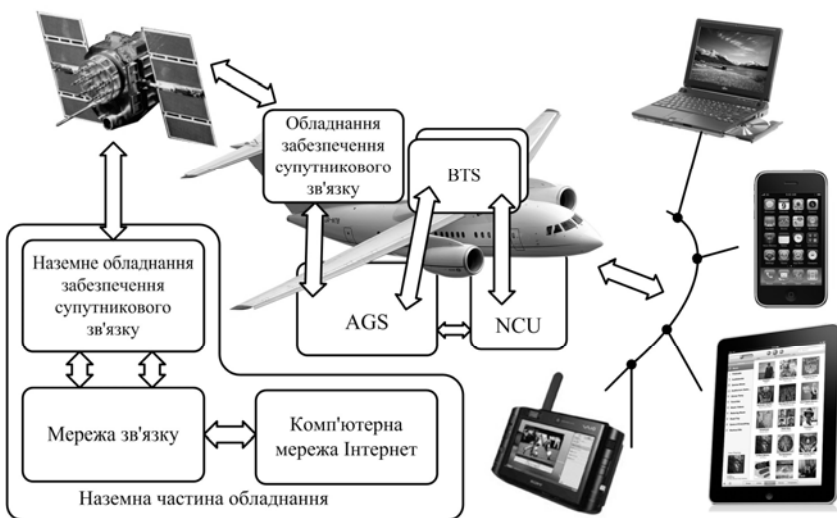 Обладнання
забезпечення
супутникового
зв'язку
BTS
Наземне обладнання
забезпечення
супутникового
зв'язку
AGS
NCU
Мережа зв'язку
Комп'ютерна
мережа Інтернет
Наземна частина обладнання